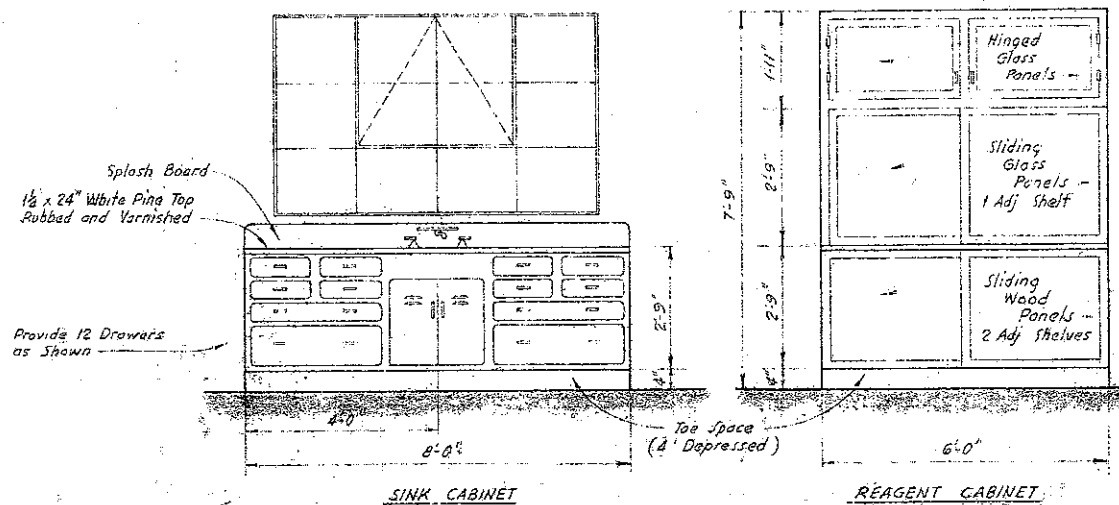 Splash Board
1½ x 24" White Pine Top
Rubbed and Varnished
Provide 12 Drawers
as Shown
2'-9"
4"
4'-0"
8'-0"
SINK CABINET
Toe Space
(4" Depressed)
7'-9"
1'-11"
2'-9"
2'-9"
4"
Hinged
Glass
Panels
Sliding
Glass
Panels
1 Adj Shelf
Sliding
Wood
Panels
2 Adj Shelves
6'-0"
REAGENT CABINET